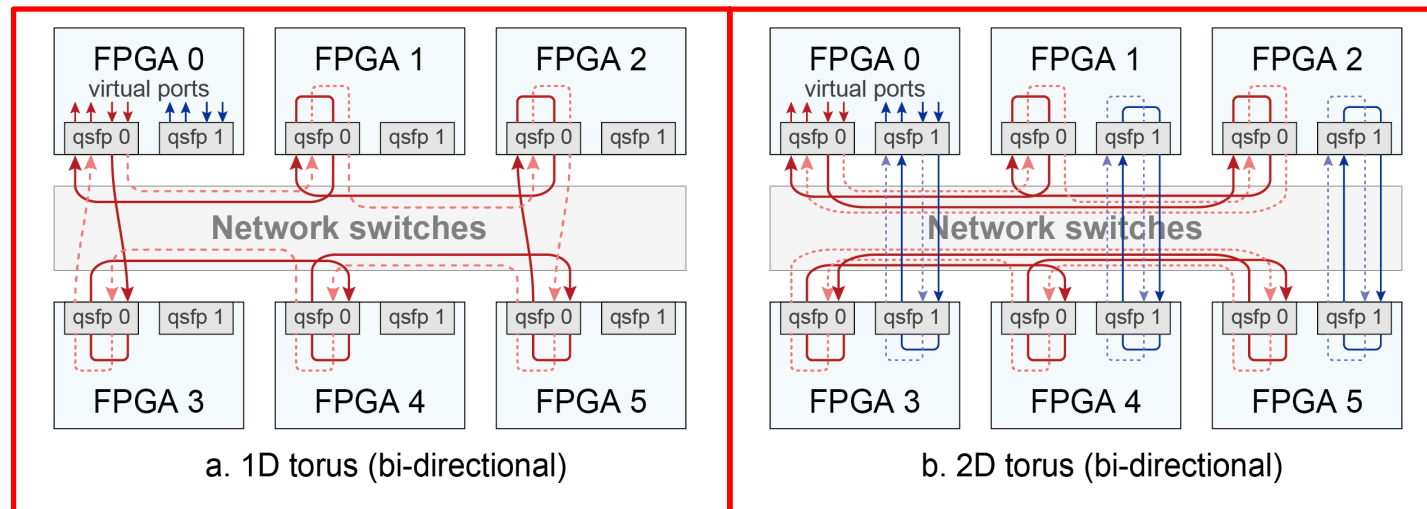 FPGA 0 FPGA 1 FPGA 2
virtual ports
qsfp 0 qsfp 1 qsfp 0 qsfp 1 qsfp 0 qsfp 1
Network switches
qsfp 0 qsfp 1 qsfp 0 qsfp 1 qsfp 0 qsfp 1
FPGA 3 FPGA 4 FPGA 5
a. 1D torus (bi-directional)
FPGA 0 FPGA 1 FPGA 2
virtual ports
qsfp 0 qsfp 1 qsfp 0 qsfp 1 qsfp 0 qsfp 1
Network switches
qsfp 0 qsfp 1 qsfp 0 qsfp 1 qsfp 0 qsfp 1
FPGA 3 FPGA 4 FPGA 5
b. 2D torus (bi-directional)